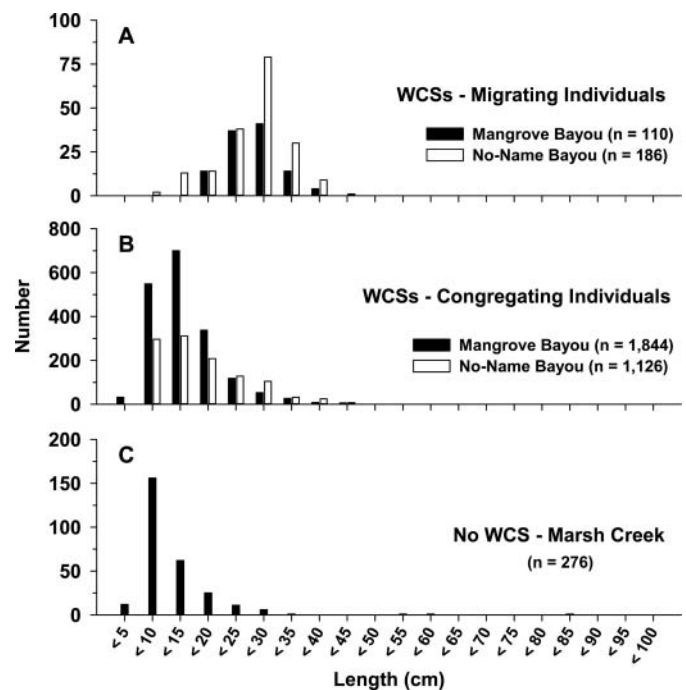 A
100
75
50
25
0
WCSs - Migrating Individuals
Mangrove Bayou (n = 110)
No-Name Bayou (n = 186)
B
800
600
400
200
0
WCSs - Congregating Individuals
Mangrove Bayou (n = 1,844)
No-Name Bayou (n = 1,126)
Number
C
200
150
100
50
0
No WCS - Marsh Creek
(n = 276)
< 5
< 10
< 15
< 20
< 25
< 30
< 35
< 40
< 45
< 50
< 55
< 60
< 65
< 70
< 75
< 80
< 85
< 90
< 95
< 100
Length (cm)